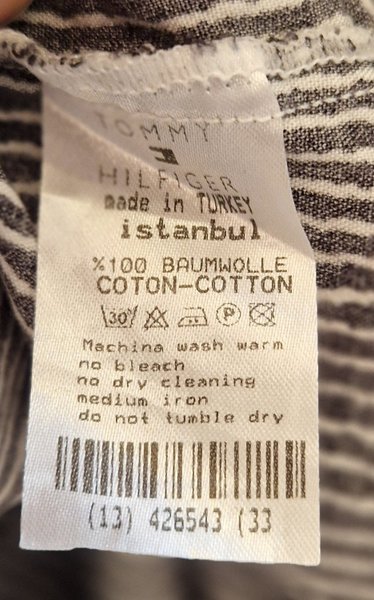 TOMMY
HILFIGER
made in TURKEY
istanbul
%100 BAUMWOLLE
COTON-COTTON
30 P
Machina wash warm
no bleach
no dry cleaning
medium iron
do not tumble dry
(13) 426543 (33